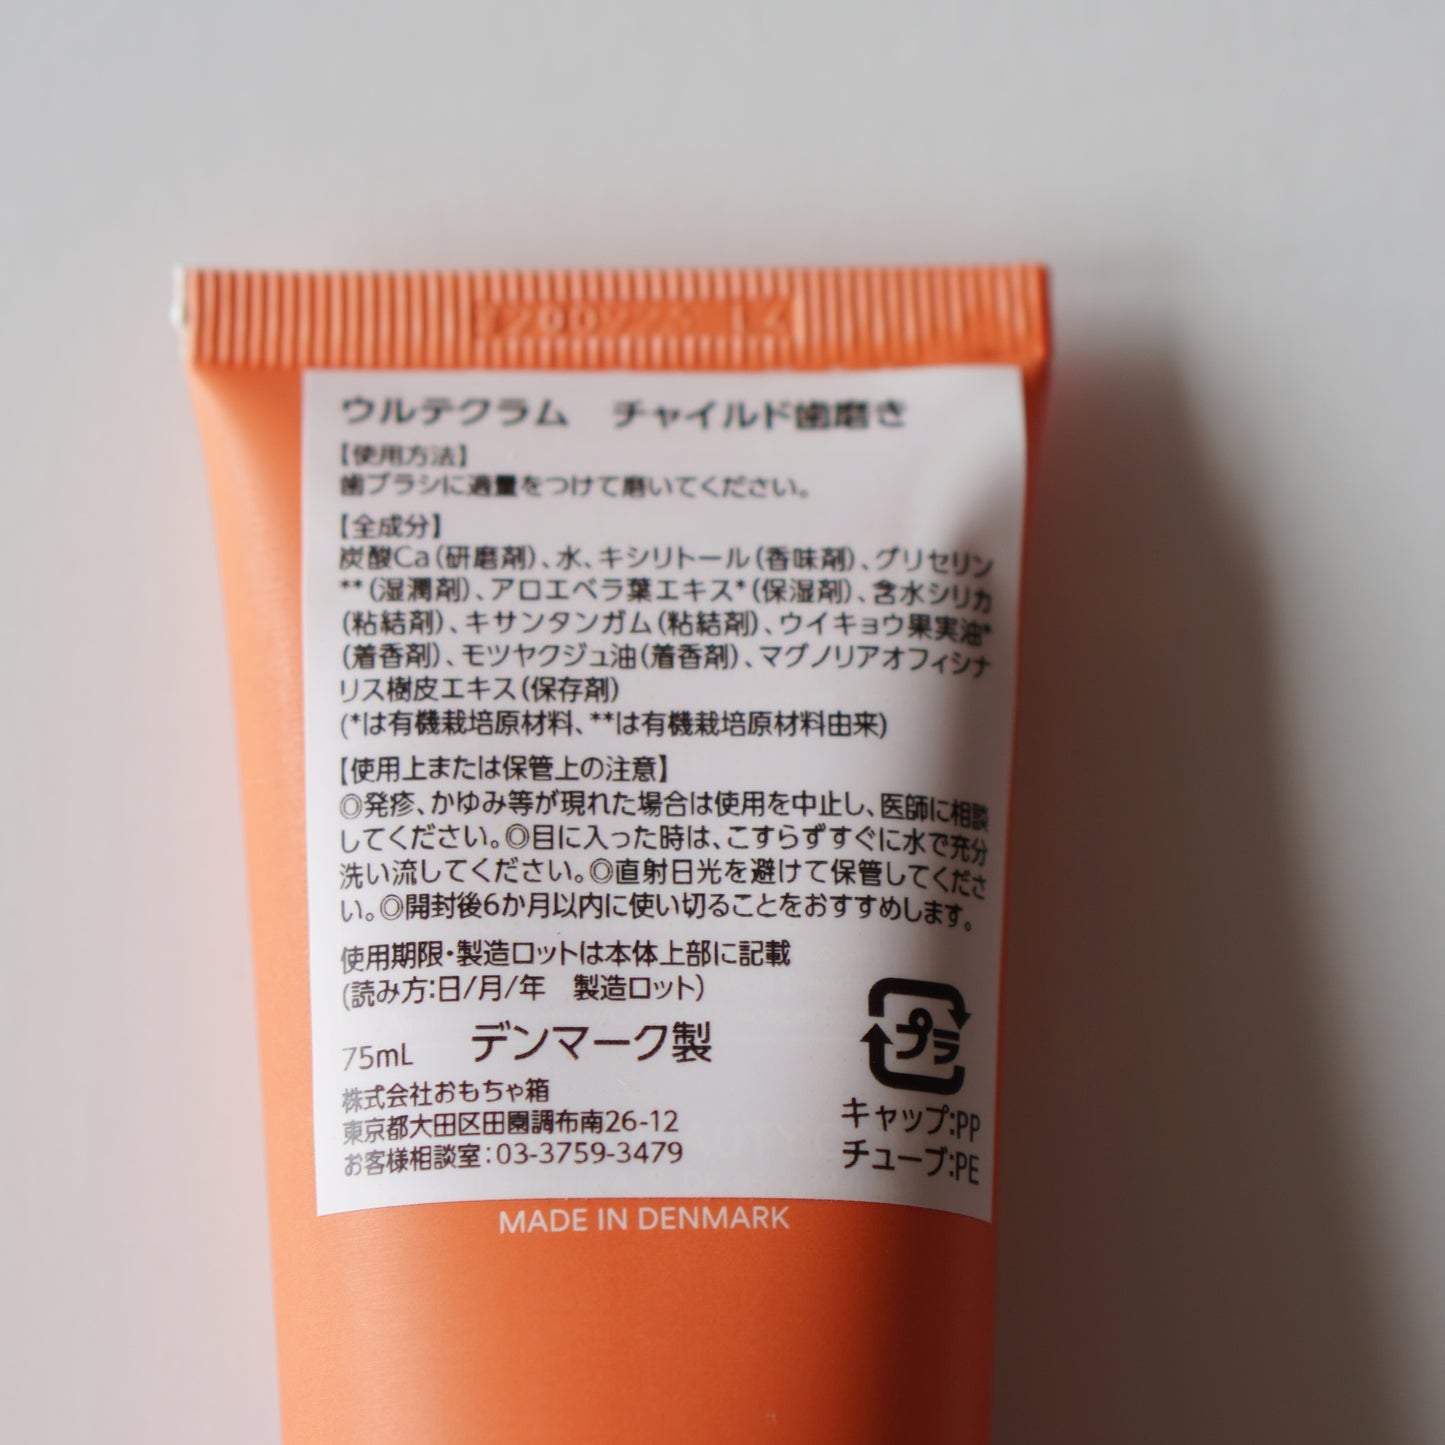 ウルテクラム　チャイルド歯磨き
【使用方法】
歯ブラシに適量をつけて磨いてください。
【全成分】
炭酸Ca（研磨剤）、水、キシリトール（香味剤）、グリセリン
**（湿潤剤）、アロエベラ葉エキス*（保湿剤）、含水シリカ
（粘結剤）、キサンタンガム（粘結剤）、ウイキョウ果実油*
（着香剤）、モツヤクジュ油（着香剤）、マグノリアオフィシナ
リス樹皮エキス（保存剤）
(*は有機栽培原材料、**は有機栽培原材料由来)
【使用上または保管上の注意】
◎発疹、かゆみ等が現れた場合は使用を中止し、医師に相談
してください。◎目に入った時は、こすらずすぐに水で充分
洗い流してください。◎直射日光を避けて保管してくださ
い。◎開封後6か月以内に使い切ることをおすすめします。
使用期限・製造ロットは本体上部に記載
(読み方：日/月/年　製造ロット）
75mL　デンマーク製
プラ
株式会社おもちゃ箱
東京都大田区田園調布南26-12
お客様相談室：03-3759-3479
キャップ：PP
チューブ：PE
MADE IN DENMARK